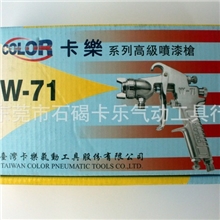 COLOR 卡樂 系列高級噴漆槍
W-71
东莞市石碣卡乐气动工具行
臺灣卡樂氣動工具股份有限公司
TAIWAN COLOR PNEUMATIC TOOLS CO., LTD.